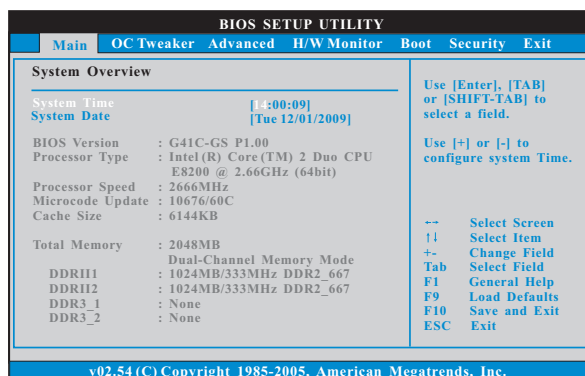 BIOS SETUP UTILITY
Main OC Tweaker Advanced H/W Monitor Boot Security Exit
System Overview
System Time [14:00:09]
System Date [Tue 12/01/2009]
BIOS Version : G41C-GS P1.00
Processor Type : Intel (R) Core (TM) 2 Duo CPU
E8200 @ 2.66GHz (64bit)
Processor Speed : 2666MHz
Microcode Update : 10676/60C
Cache Size : 6144KB
Total Memory : 2048MB
Dual-Channel Memory Mode
DDRII1 : 1024MB/333MHz DDR2_667
DDRII2 : 1024MB/333MHz DDR2_667
DDR3_1 : None
DDR3_2 : None
Use [Enter], [TAB]
or [SHIFT-TAB] to
select a field.
Use [+] or [-] to
configure system Time.
←→ Select Screen
↑↓ Select Item
+- Change Field
Tab Select Field
F1 General Help
F9 Load Defaults
F10 Save and Exit
ESC Exit
v02.54 (C) Copyright 1985-2005, American Megatrends, Inc.